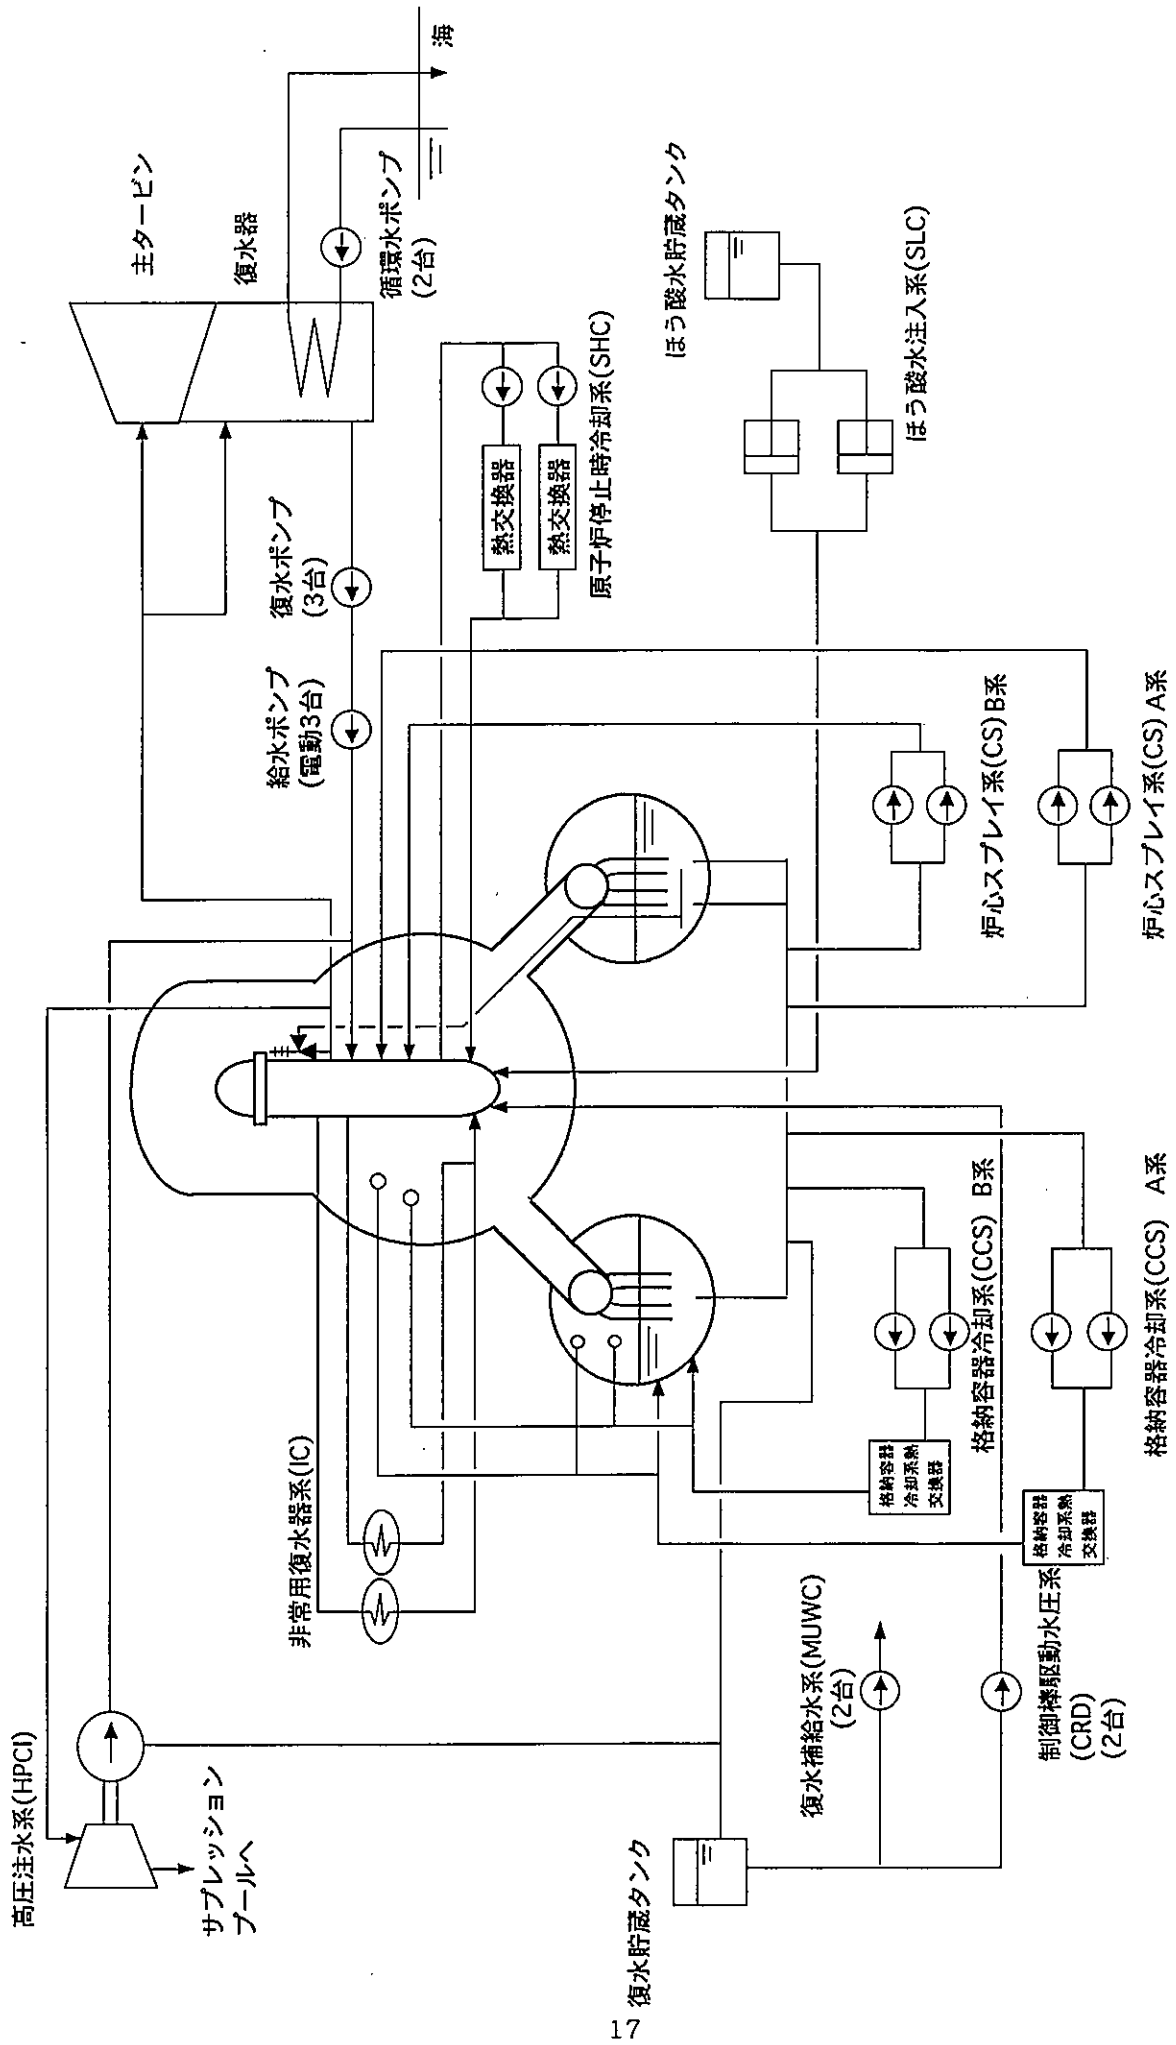 高圧注水系(HPCI)
サプレッション
プールへ
非常用復水器系(IC)
給水ポンプ
(電動3台)
復水ポンプ
(3台)
主タービン
復水器
循環水ポンプ
(2台)
海
熱交換器
熱交換器
原子炉停止時冷却系(SHC)
ほう酸水貯蔵タンク
ほう酸水注入系(SLC)
炉心スプレイ系(CS) B系
炉心スプレイ系(CS) A系
復水貯蔵タンク
復水補給水系(MUWC)
(2台)
制御棒駆動水圧系
(CRD)
(2台)
格納容器
冷却系熱
交換器
格納容器冷却系(CCS) B系
格納容器
冷却系熱
交換器
格納容器冷却系(CCS) A系
17